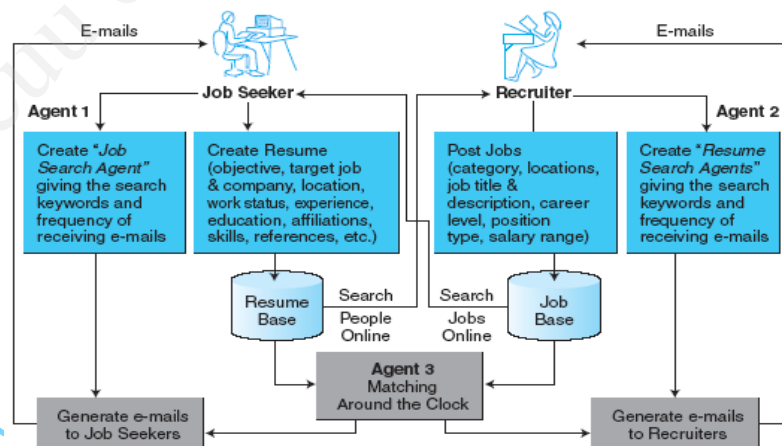 E-mails
E-mails
Job Seeker
Recruiter
Agent 1
Agent 2
Create "Job
Search Agent"
giving the search
keywords and
frequency of
receiving e-mails
Create Resume
(objective, target job
& company, location,
work status, experience,
education, affiliations,
skills, references, etc.)
Post Jobs
(category, locations,
job title &
description, career
level, position
type, salary range)
Create "Resume
Search Agents"
giving the search
keywords and
frequency of
receiving e-mails
Resume
Base
Search
People
Online
Search
Jobs
Online
Job
Base
Agent 3
Matching
Around the Clock
Generate e-mails
to Job Seekers
Generate e-mails
to Recruiters